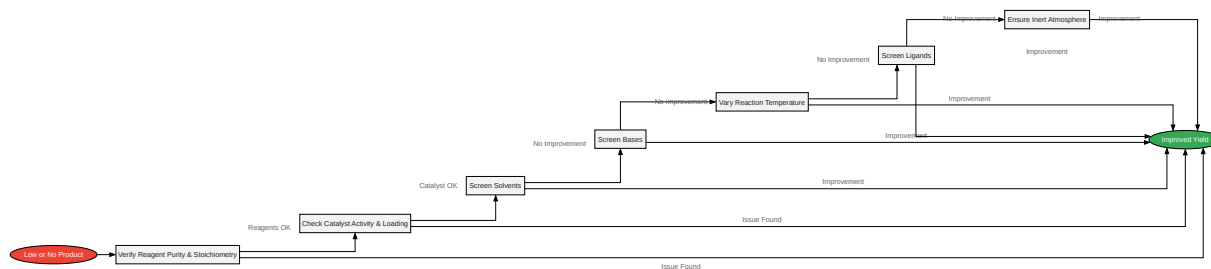 No Improvement
Ensure Inert Atmosphere
Improvement
Improvement
Screen Ligands
No Improvement
Improvement
No Improvement
Vary Reaction Temperature
Improvement
Improved Yield
Screen Bases
No Improvement
Catalyst OK
Screen Solvents
Improvement
Issue Found
Check Catalyst Activity & Loading
Reagents OK
Low or No Product
Verify Reagent Purity & Stoichiometry
Issue Found